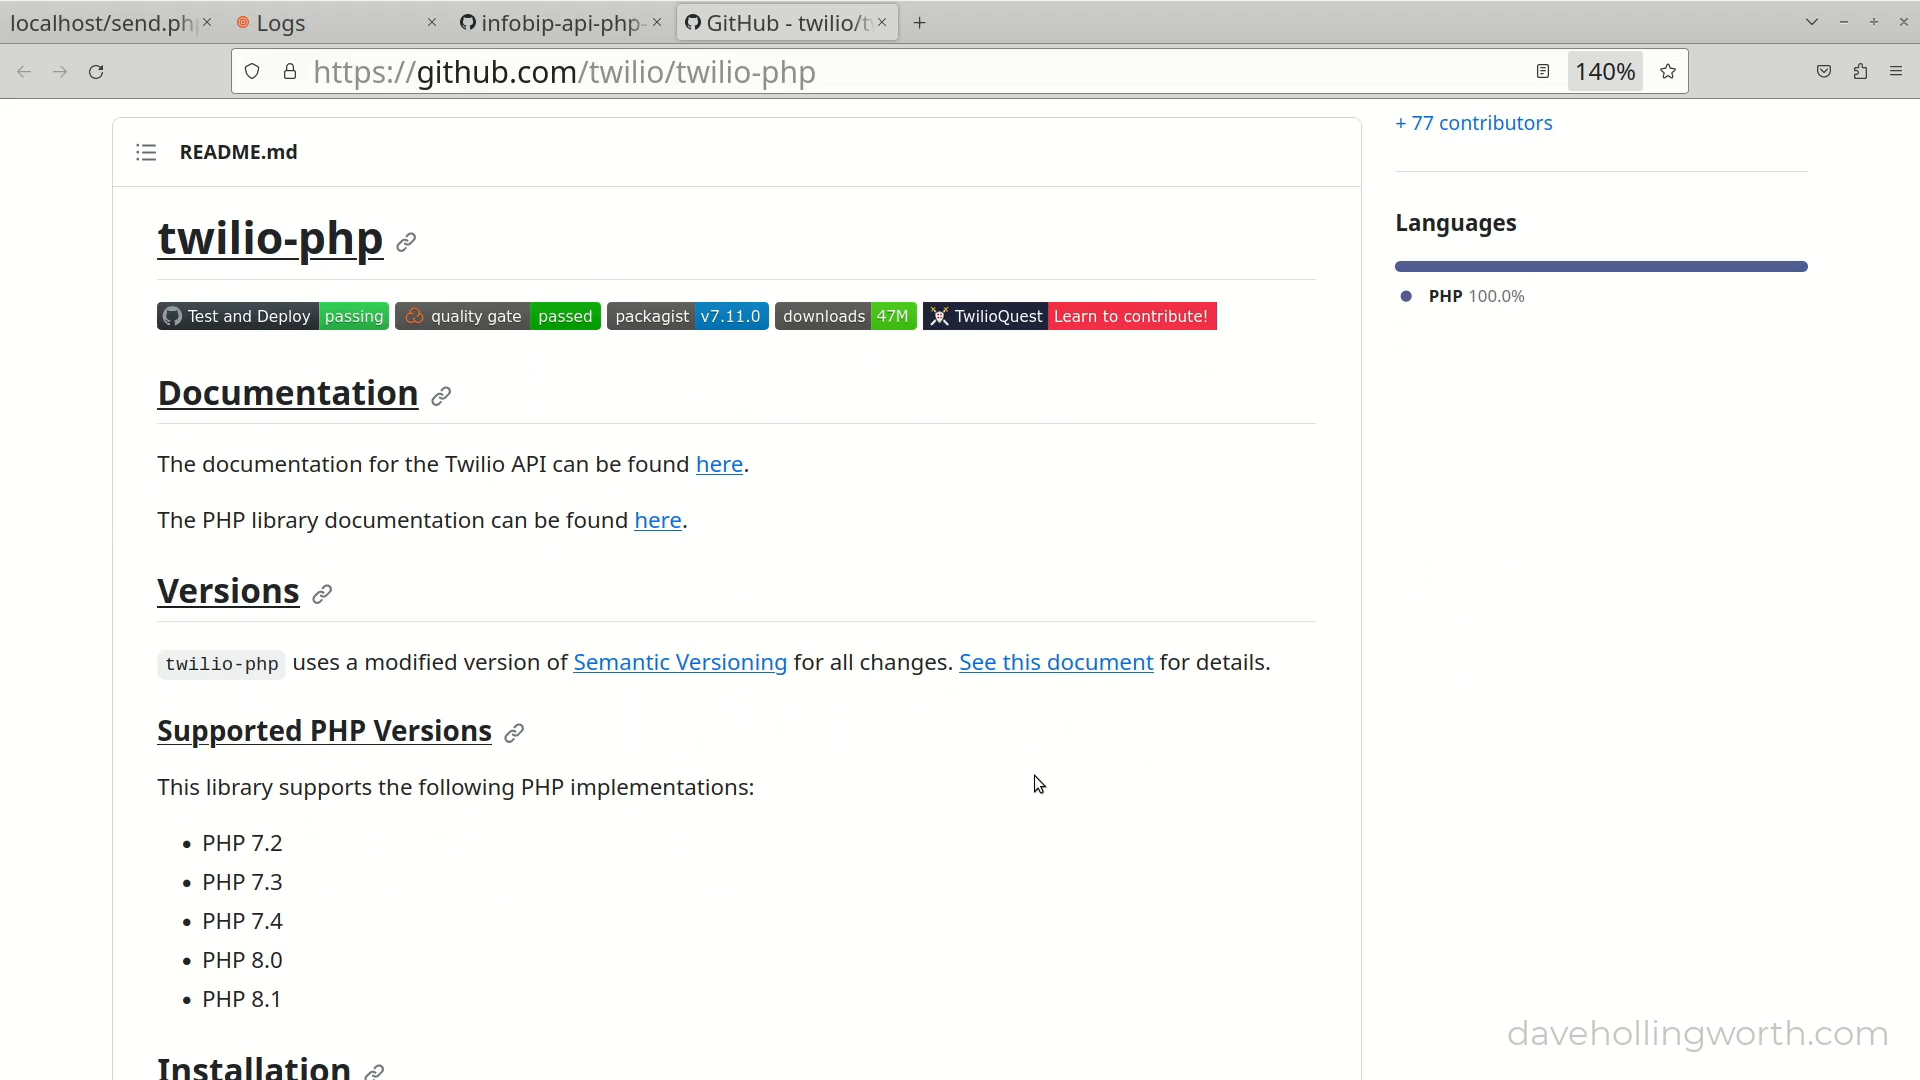 localhost/send.ph
Logs
infobip-api-php-
GitHub - twilio/t
https://github.com/twilio/twilio-php
140%
+ 77 contributors
README.md
twilio-php
Languages
PHP 100.0%
Test and Deploy passing
quality gate passed
packagist v7.11.0
downloads 47M
TwilioQuest Learn to contribute!
Documentation
The documentation for the Twilio API can be found here.
The PHP library documentation can be found here.
Versions
twilio-php uses a modified version of Semantic Versioning for all changes. See this document for details.
Supported PHP Versions
This library supports the following PHP implementations:
• PHP 7.2
• PHP 7.3
• PHP 7.4
• PHP 8.0
• PHP 8.1
Installation
davehollingworth.com